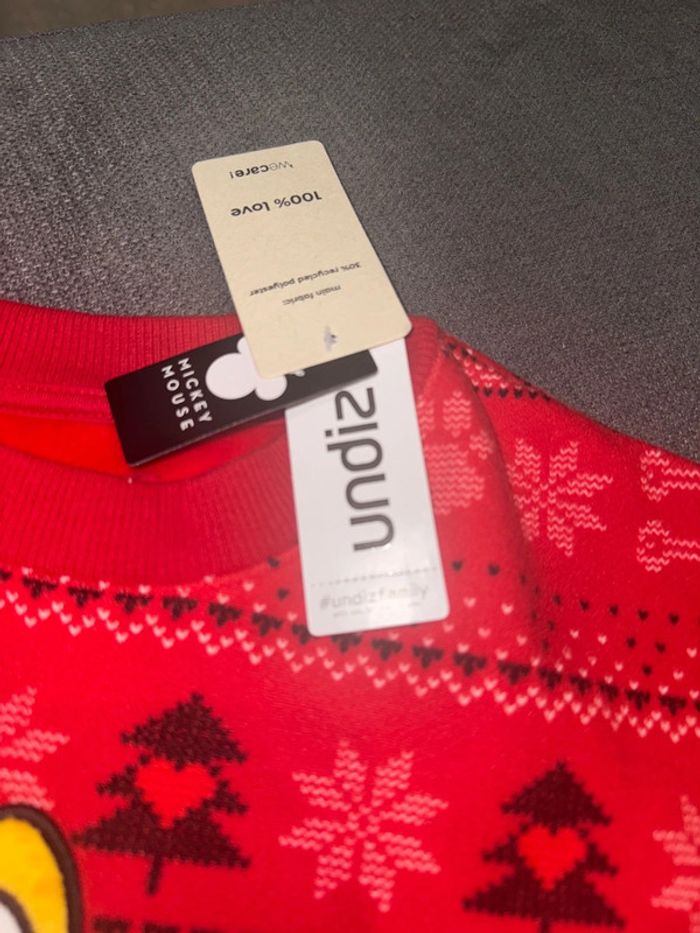 wecare!
100% love
main fabric:
30% recycled polyester
MICKEY
MOUSE
undiz
#undizfamily